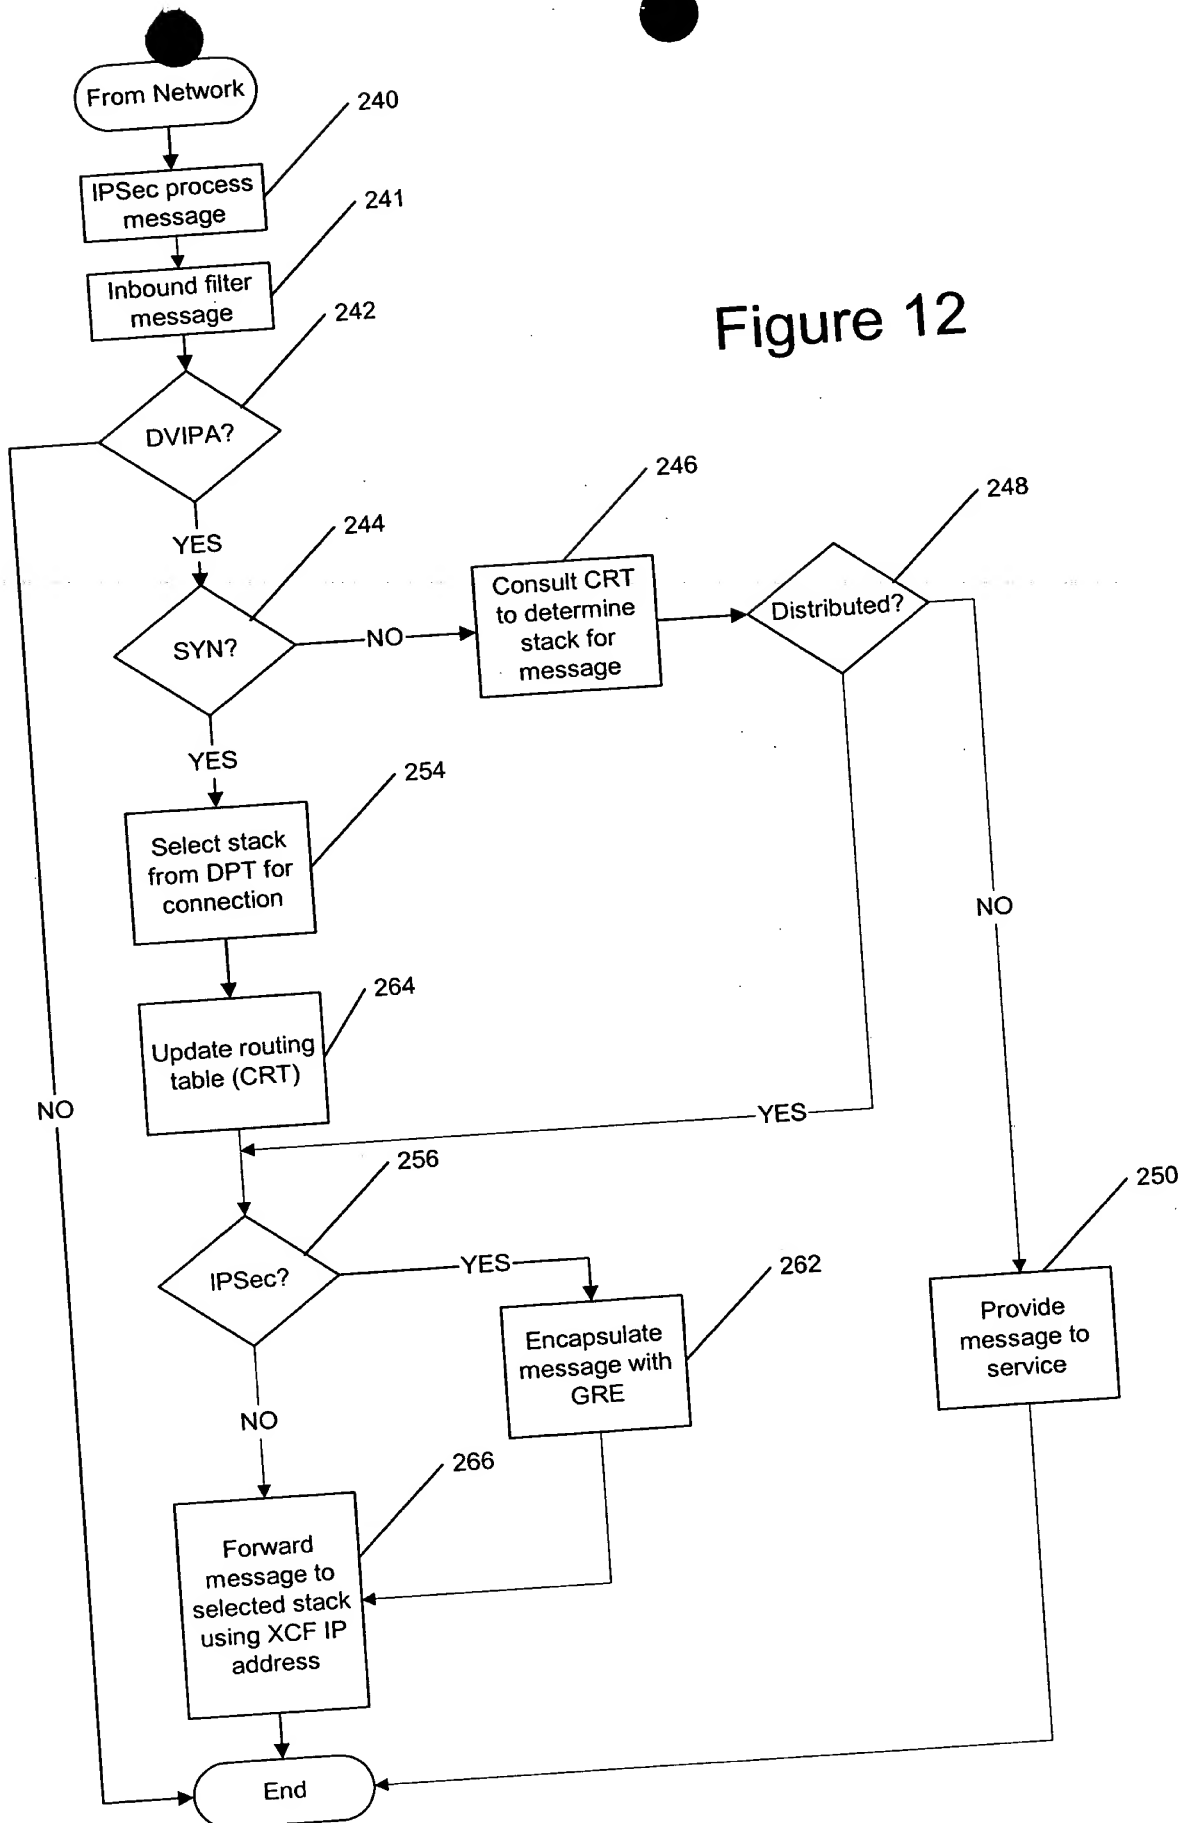 From Network
240
IPSec process
message
241
Inbound filter
message
242
Figure 12
DVIPA?
YES
244
246
248
SYN?
NO
Consult CRT
to determine
stack for
message
Distributed?
YES
254
Select stack
from DPT for
connection
NO
264
Update routing
table (CRT)
NO
YES
256
250
IPSec?
YES
262
Encapsulate
message with
GRE
Provide
message to
service
NO
266
Forward
message to
selected stack
using XCF IP
address
End